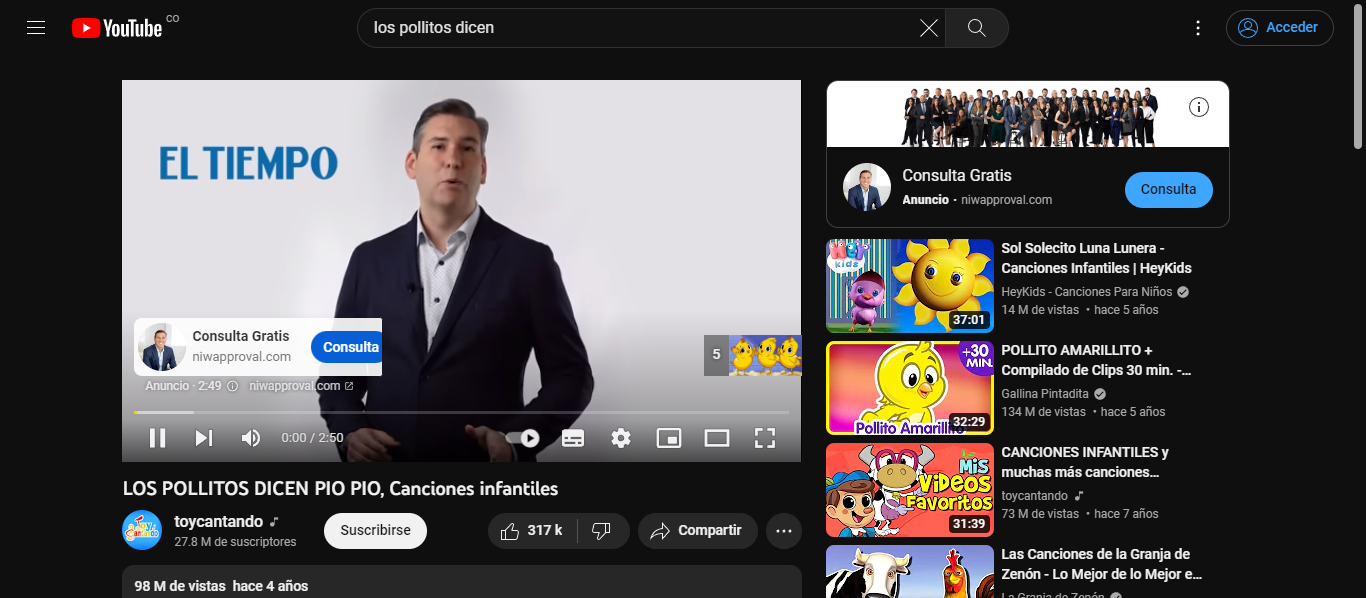 YouTube CO
los pollitos dicen
Acceder
EL TIEMPO
Consulta Gratis
niwapproval.com
Consulta
Anuncio · 2:49
niwapproval.com
5
0:00 / 2:50
LOS POLLITOS DICEN PIO PIO, Canciones infantiles
toycantando
27.8 M de suscriptores
Suscribirse
317 k
Compartir
98 M de vistas hace 4 años
Consulta Gratis
Anuncio · niwapproval.com
Consulta
HEY
kids
37:01
Sol Solecito Luna Lunera -
Canciones Infantiles | HeyKids
HeyKids - Canciones Para Niños
14 M de vistas • hace 5 años
+30
MIN
Pollito Amarillito
32:29
POLLITO AMARILLITO +
Compilado de Clips 30 min. -...
Gallina Pintadita
134 M de vistas • hace 5 años
Mis
VIDEOS
Favoritos
31:39
CANCIONES INFANTILES y
muchas más canciones...
toycantando
73 M de vistas • hace 7 años
Las Canciones de la Granja de
Zenón - Lo Mejor de lo Mejor e...
La Granja de Zenón